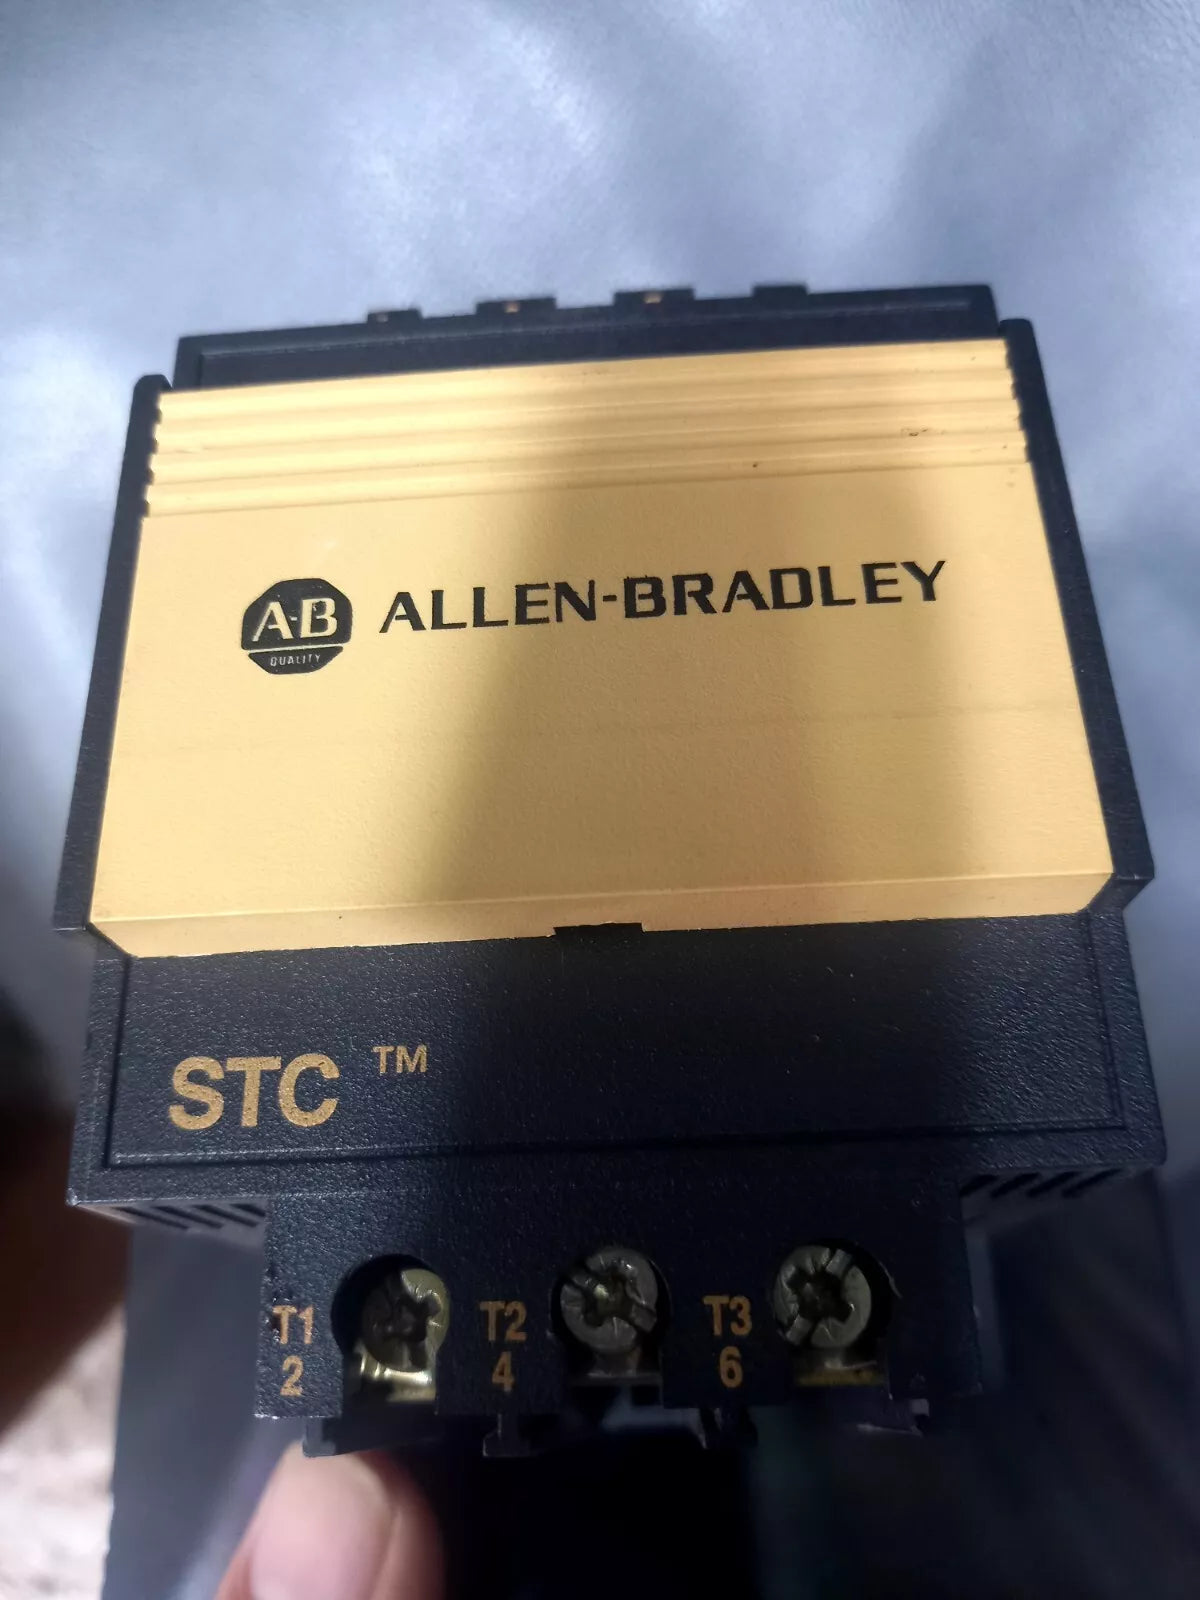 A-B
QUALITY
ALLEN-BRADLEY
STC ™
T1
2
T2
4
T3
6